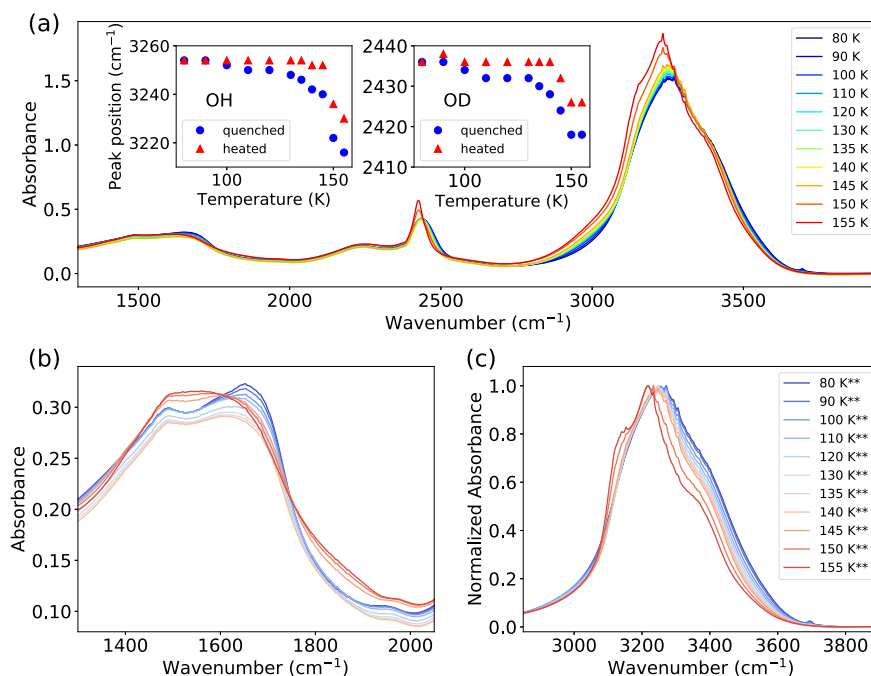 (a)
Absorbance
1.5
1.0
0.5
0.0
1500
2000
2500
3000
3500
Wavenumber (cm−1)
Peak position (cm−1)
3260
3240
3220
100
150
Temperature (K)
OH
quenched
heated
2440
2430
2420
2410
100
150
Temperature (K)
OD
quenched
heated
80 K
90 K
100 K
110 K
120 K
130 K
135 K
140 K
145 K
150 K
155 K
(b)
Absorbance
0.30
0.25
0.20
0.15
0.10
1400
1600
1800
2000
Wavenumber (cm−1)
(c)
Normalized Absorbance
1.0
0.8
0.6
0.4
0.2
0.0
3000
3200
3400
3600
3800
Wavenumber (cm−1)
80 K**
90 K**
100 K**
110 K**
120 K**
130 K**
135 K**
140 K**
145 K**
150 K**
155 K**